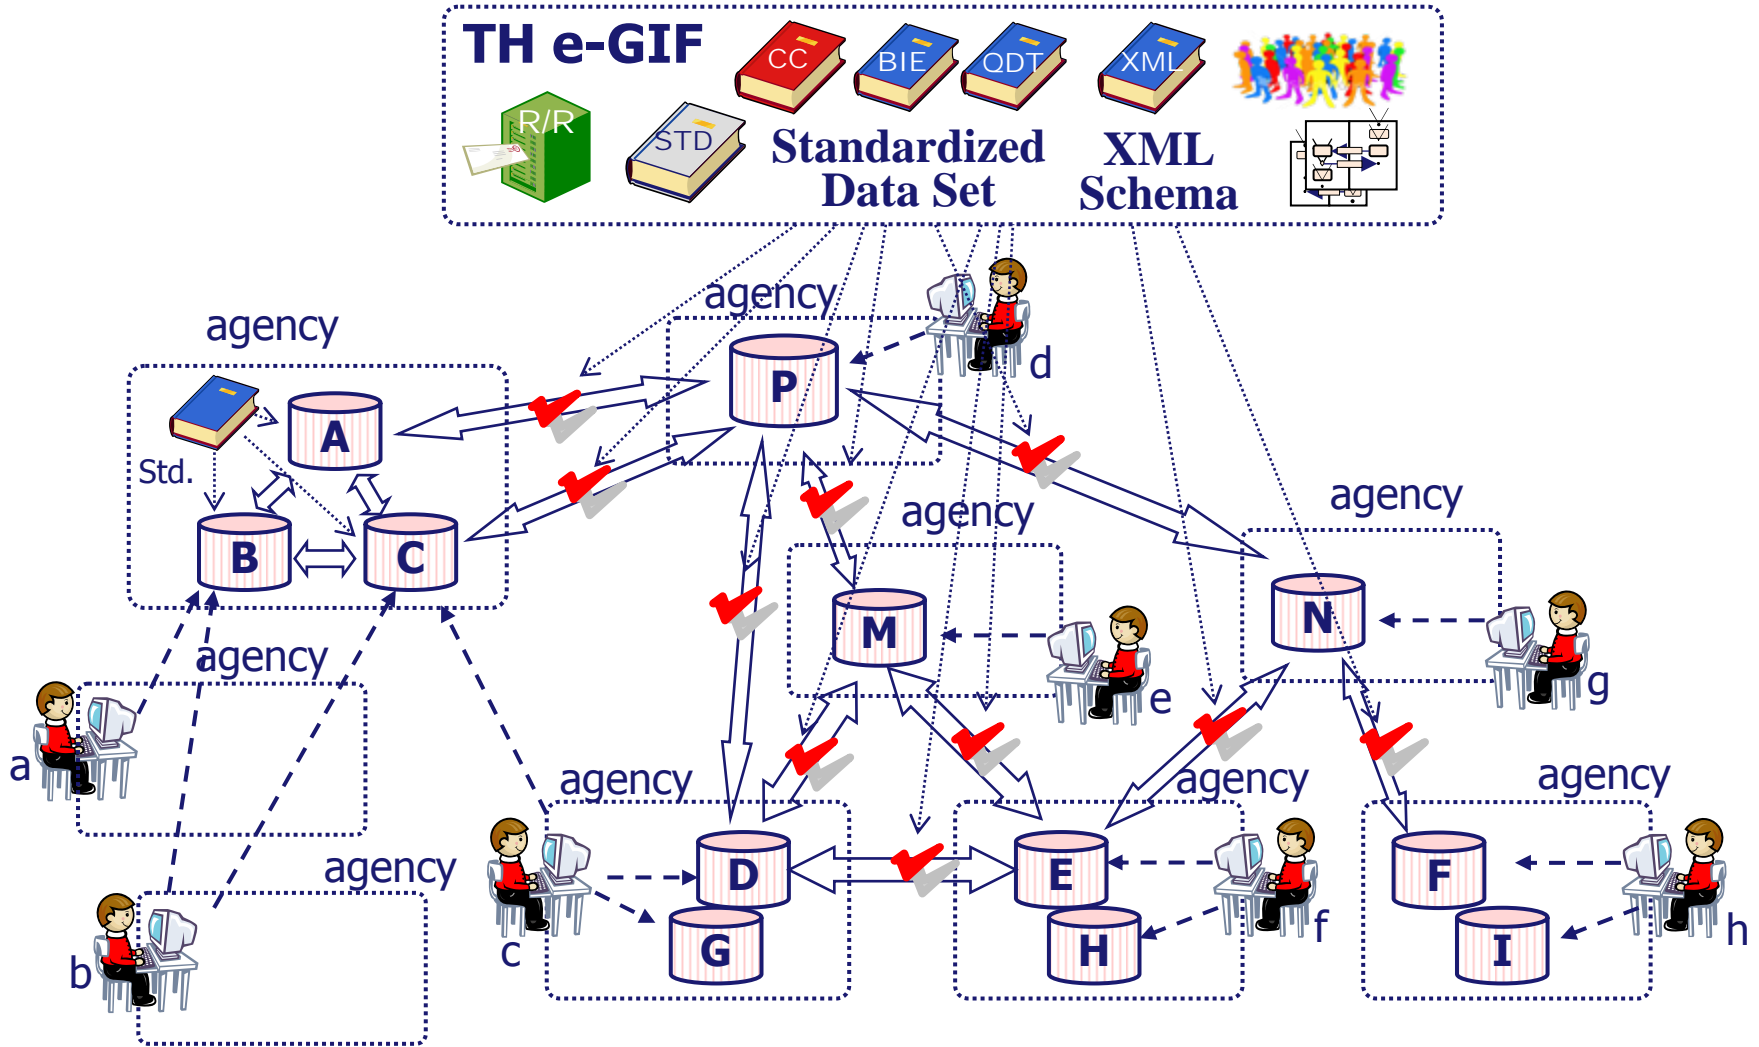 TH e-GIF
CC
BIE
QDT
XML
R/R
STD
Standardized
Data Set
XML
Schema
agency
agency
d
P
A
Std.
B
C
agency
agency
M
N
e
g
agency
a
agency
agency
agency
agency
b
c
D
G
E
H
f
F
I
h